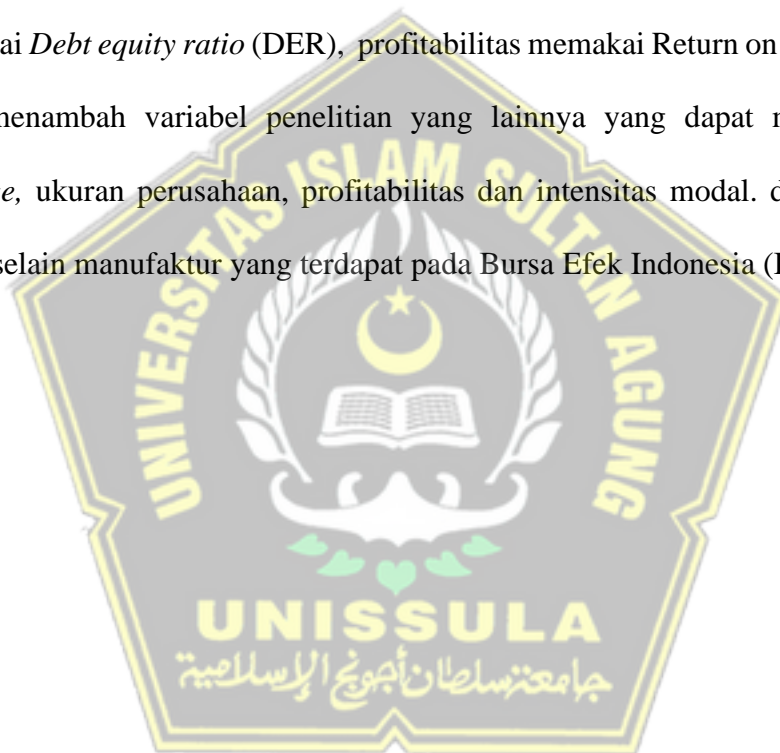 ai Debt equity ratio (DER), profitabilitas memakai Return on
menambah variabel penelitian yang lainnya yang dapat
e, ukuran perusahaan, profitabilitas dan intensitas modal. d
selain manufaktur yang terdapat pada Bursa Efek Indonesia (
UNIVERSITAS ISLAM SULTAN AGUNG
UNISSULA
جامعة سلطان أجونج الإسلامية